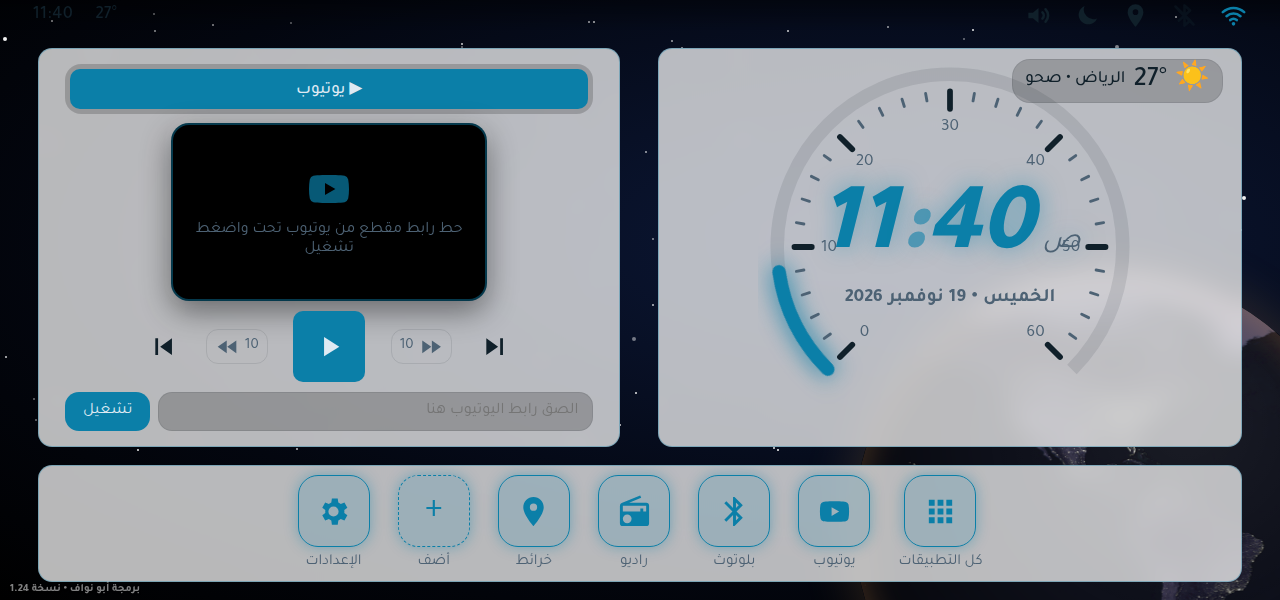 11:40 27°
▶ يوتيوب
حط رابط مقطع من يوتيوب تحت واضغط
تشغيل
10
10
تشغيل
الصق رابط اليوتيوب هنا
الرياض • صحو 27°
30
20
40
11:40 ص
10
50
الخميس • 19 نوفمبر 2026
0
60
كل التطبيقات
يوتيوب
بلوتوث
راديو
خرائط
+
أضف
الإعدادات
برمجة أبو نواف • نسخة 1.24